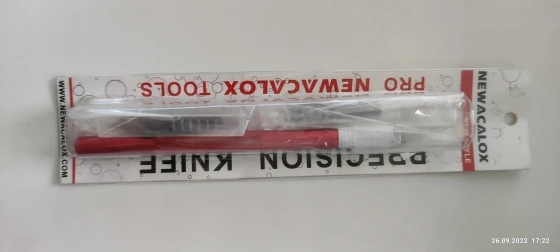 PRO NEWACALOX TOOLS
PRECISION KNIFE
NEWACALOX
WWW.NEWACALOX.COM
26.09.2022 17:22